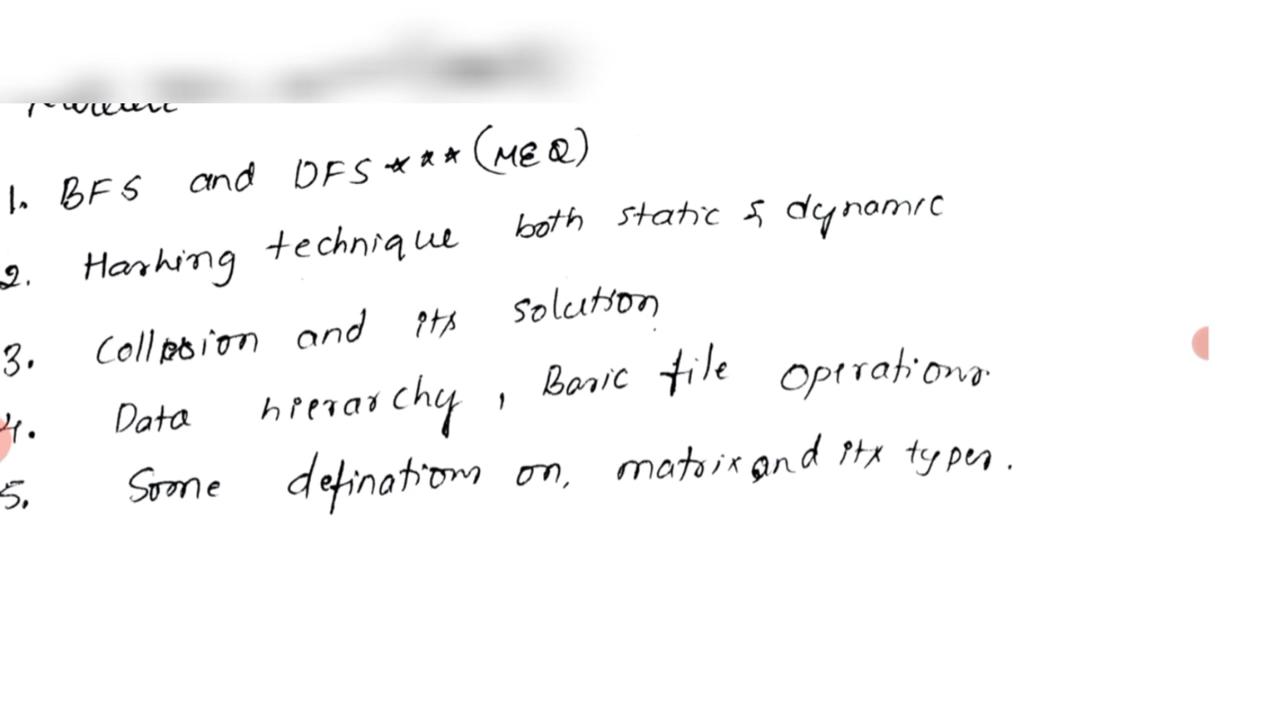 1. BFS and DFS *** (MEQ)
2. Hashing technique both static & dynamic
3. Collision and its solution
4. Data hierarchy, Basic file operations.
5. Some definations on, matrix and its types.